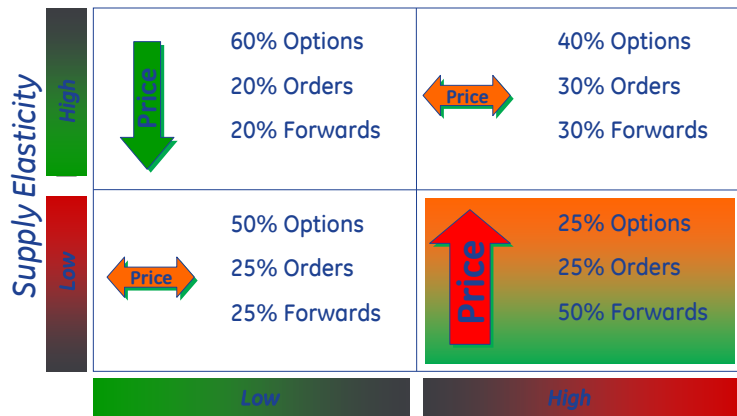 Supply Elasticity
High
Price
60% Options
20% Orders
20% Forwards
Price
40% Options
30% Orders
30% Forwards
Low
Price
50% Options
25% Orders
25% Forwards
Price
25% Options
25% Orders
50% Forwards
Low
High